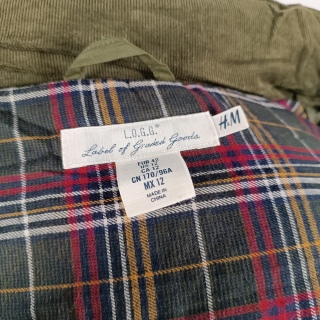 L.O.G.G.
Label of Graded Goods
H&M
EUR 42
US 12
CA 12
CN 170/96A
MX 12
MADE IN
CHINA